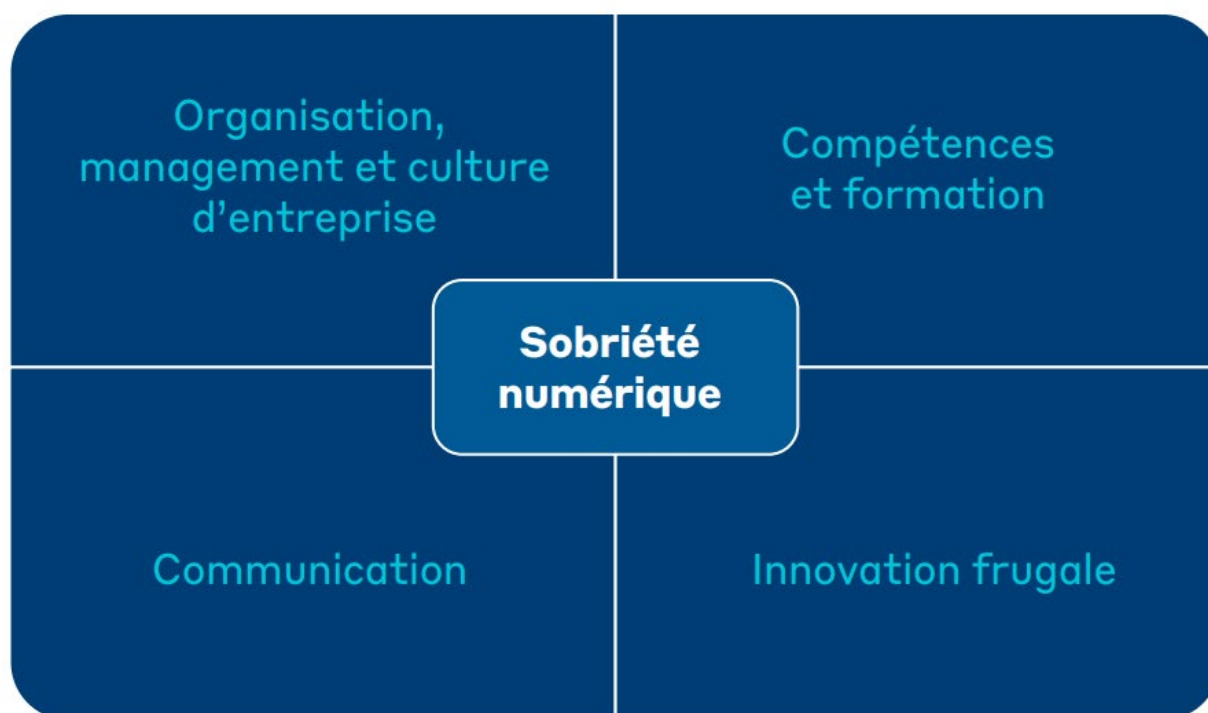 Organisation,
management et culture
d'entreprise
Compétences
et formation
Sobriété
numérique
Communication
Innovation frugale